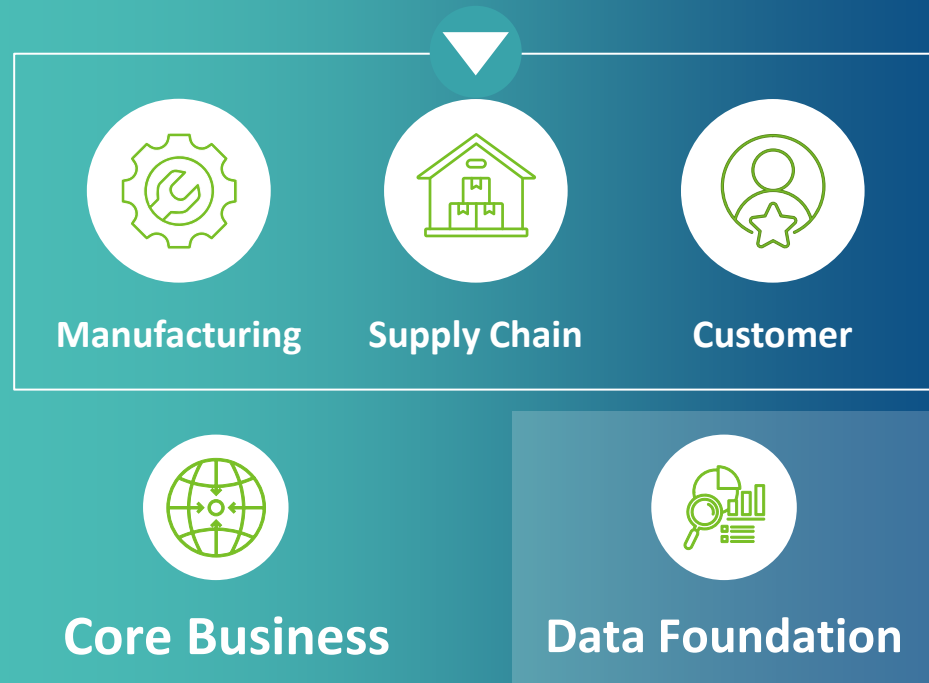 Manufacturing
Supply Chain
Customer
Core Business
Data Foundation